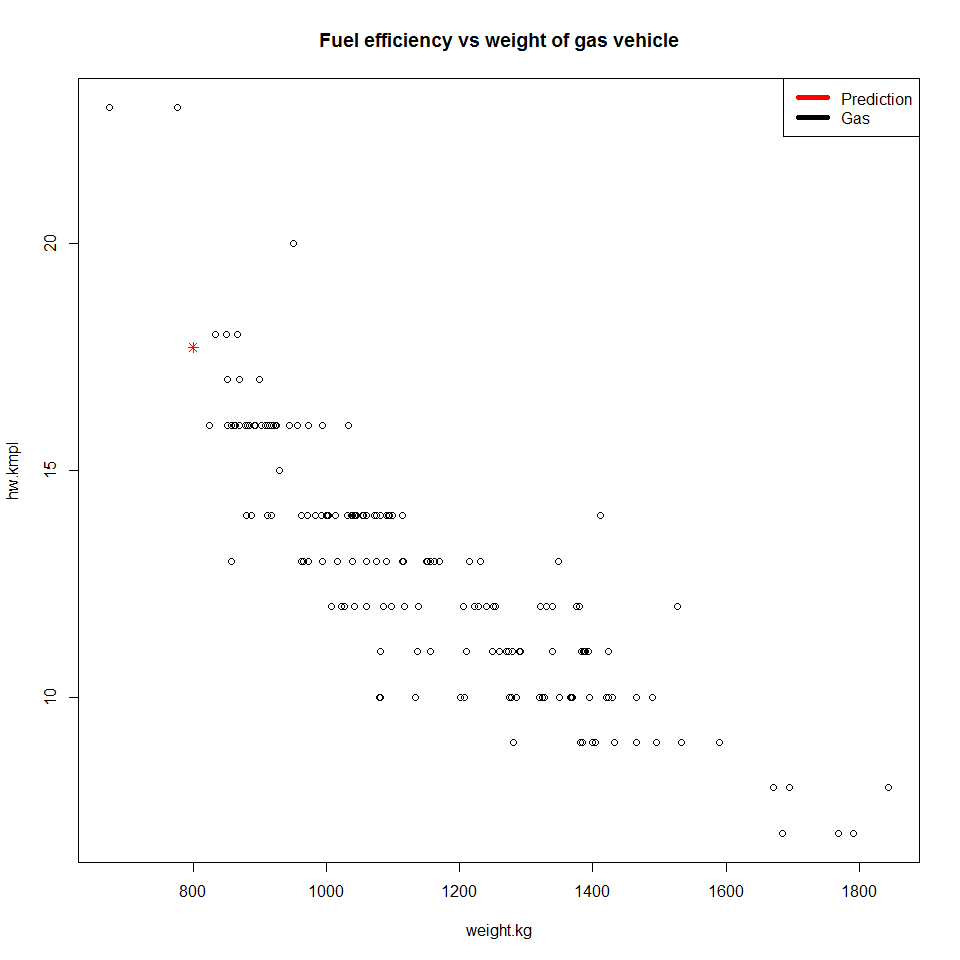 Fuel efficiency vs weight of gas vehicle
Prediction
Gas
hw.kmpl
20
15
10
800 1000 1200 1400 1600 1800
weight.kg